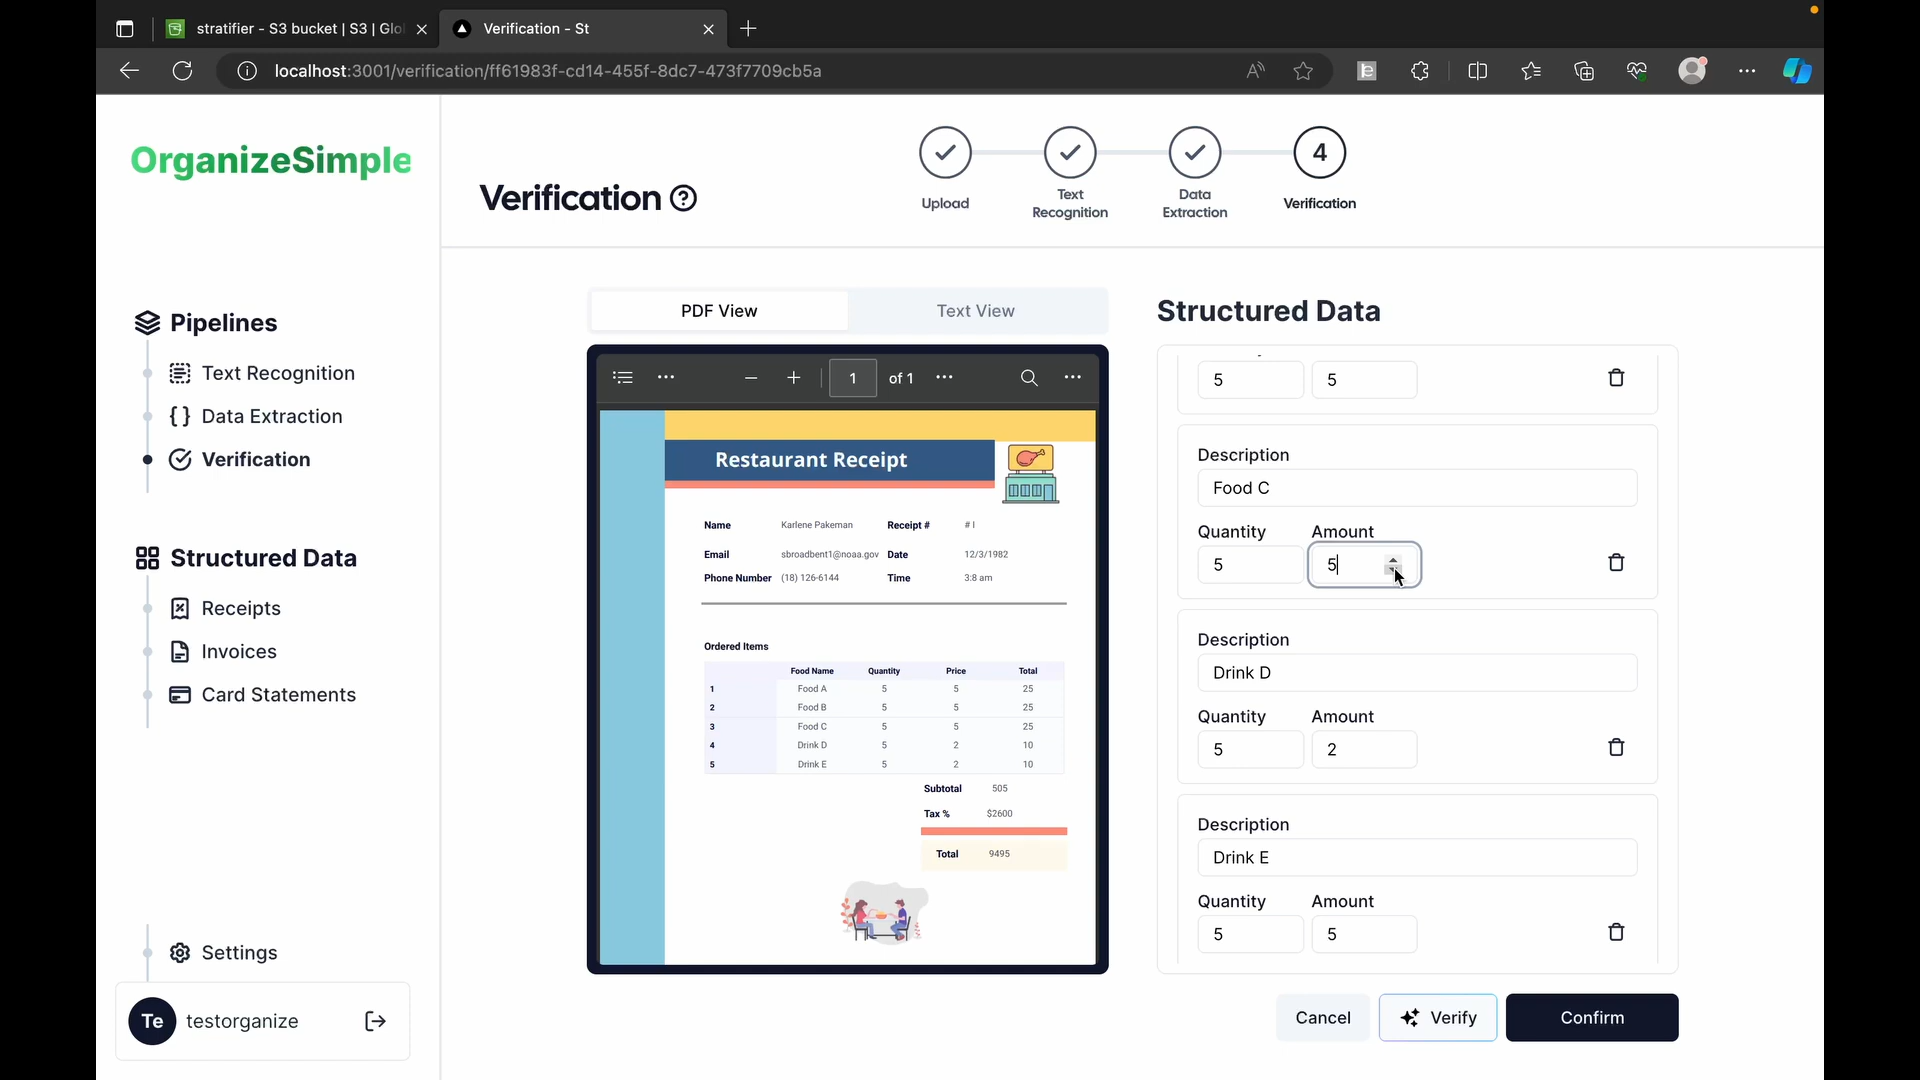 stratifier - S3 bucket | S3 | Glo
Verification - St
localhost:3001/verification/ff61983f-cd14-455f-8dc7-473f7709cb5a
OrganizeSimple
Pipelines
Text Recognition
Data Extraction
Verification
Structured Data
Receipts
Invoices
Card Statements
Settings
Te testorganize
Verification
Upload
Text Recognition
Data Extraction
4
Verification
PDF View
Text View
1 of 1
Restaurant Receipt
Name Karlene Pakeman Receipt # # I
Email sbroadbent1@noaa.gov Date 12/3/1982
Phone Number (18) 126-6144 Time 3:8 am
Ordered Items
Food Name Quantity Price Total
1 Food A 5 5 25
2 Food B 5 5 25
3 Food C 5 5 25
4 Drink D 5 2 10
5 Drink E 5 2 10
Subtotal 505
Tax % $2600
Total 9495
Structured Data
5 5
Description
Food C
Quantity Amount
5 5
Description
Drink D
Quantity Amount
5 2
Description
Drink E
Quantity Amount
5 5
Cancel
Verify
Confirm